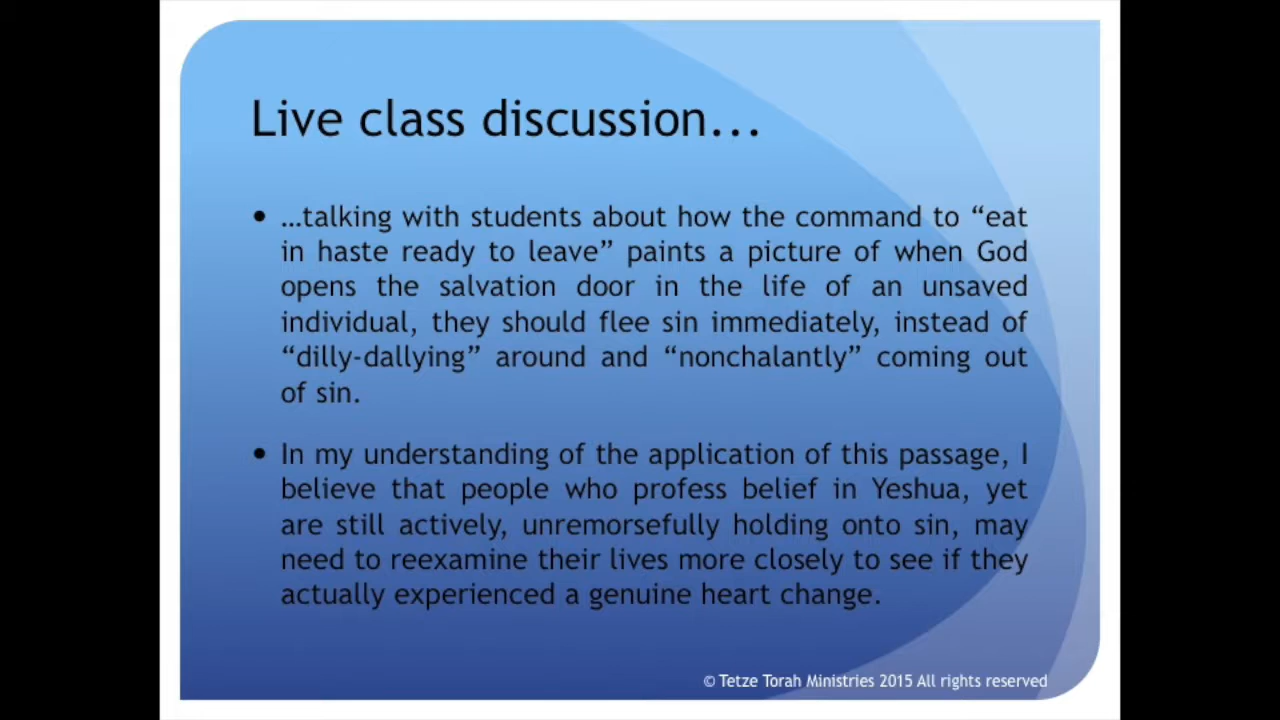 Live class discussion...
• …talking with students about how the command to “eat
in haste ready to leave” paints a picture of when God
opens the salvation door in the life of an unsaved
individual, they should flee sin immediately, instead of
“dilly-dallying” around and “nonchalantly” coming out
of sin.
• In my understanding of the application of this passage, I
believe that people who profess belief in Yeshua, yet
are still actively, unremorsefully holding onto sin, may
need to reexamine their lives more closely to see if they
actually experienced a genuine heart change.
© Tetze Torah Ministries 2015 All rights reserved